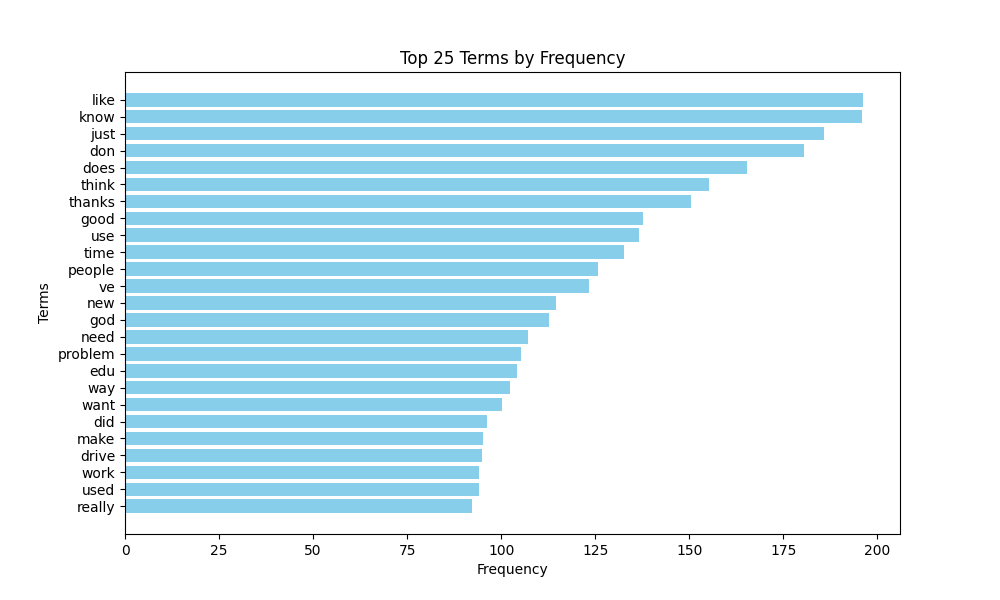 Top 25 Terms by Frequency
like
know
just
don
does
think
thanks
good
use
time
people
ve
new
god
need
problem
edu
way
want
did
make
drive
work
used
really
Terms
0 25 50 75 100 125 150 175 200
Frequency